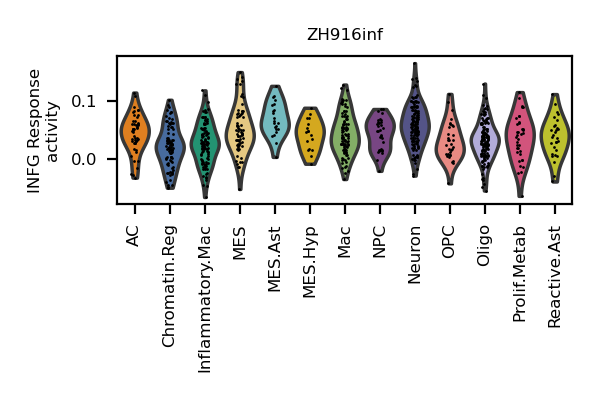 ZH916inf
INFG Response
activity
0.1
0.0
AC
Chromatin.Reg
Inflammatory.Mac
MES
MES.Ast
MES.Hyp
Mac
NPC
Neuron
OPC
Oligo
Prolif.Metab
Reactive.Ast